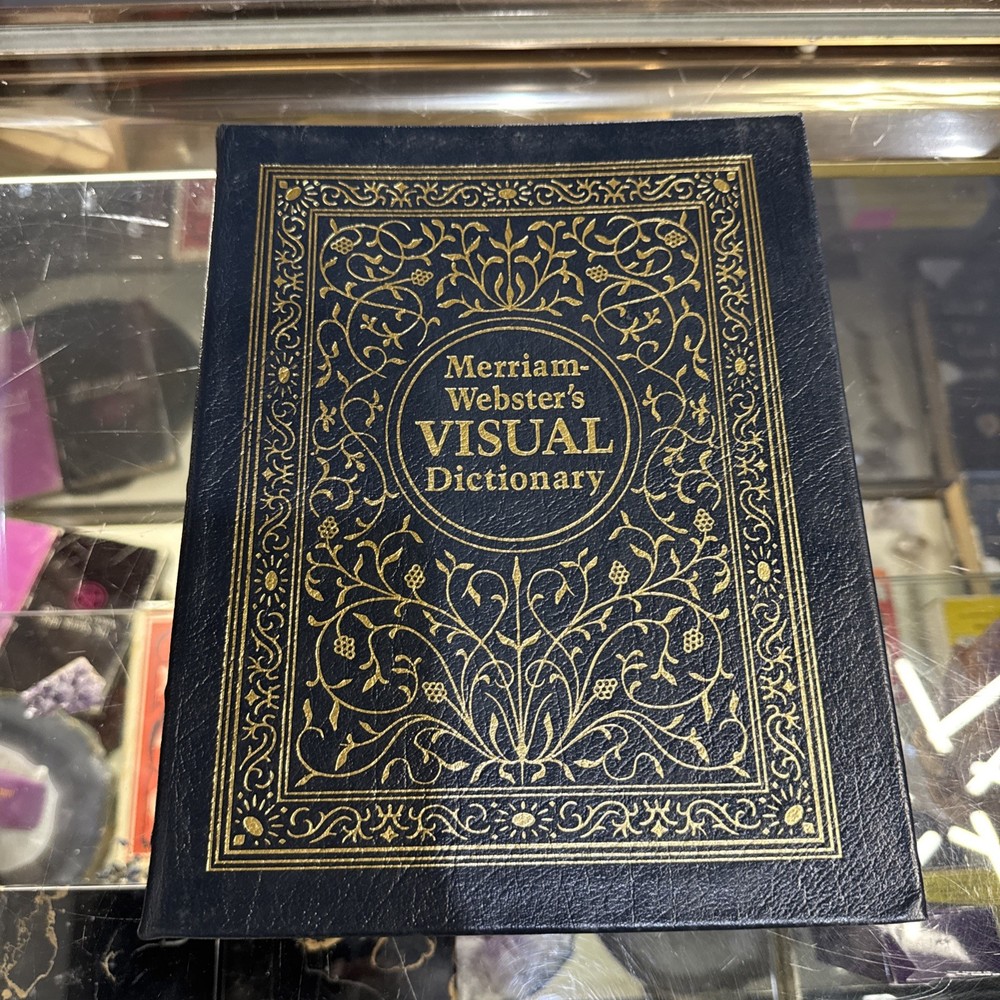 Merriam-
Webster's
VISUAL
Dictionary